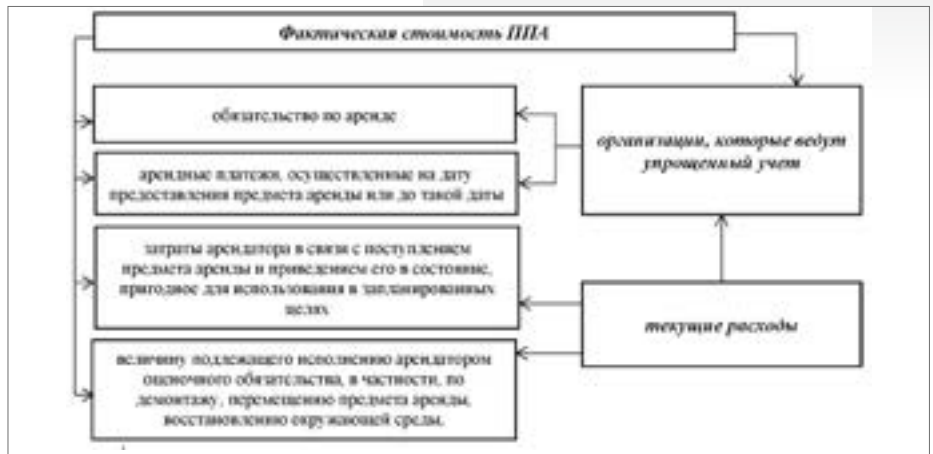 Фактическая стоимость ППА
обязательство по аренде
арендные платежи, осуществленные на дату
предоставления предмета аренды или до такой даты
затраты арендатора в связи с поступлением
предмета аренды и приведением его в состояние,
пригодное для использования в запланированных
целях
величину подлежащего исполнению арендатором
оценочного обязательства, в частности, по
демонтажу, перемещению предмета аренды,
восстановлению окружающей среды,
организации, которые ведут
упрощенный учет
текущие расходы